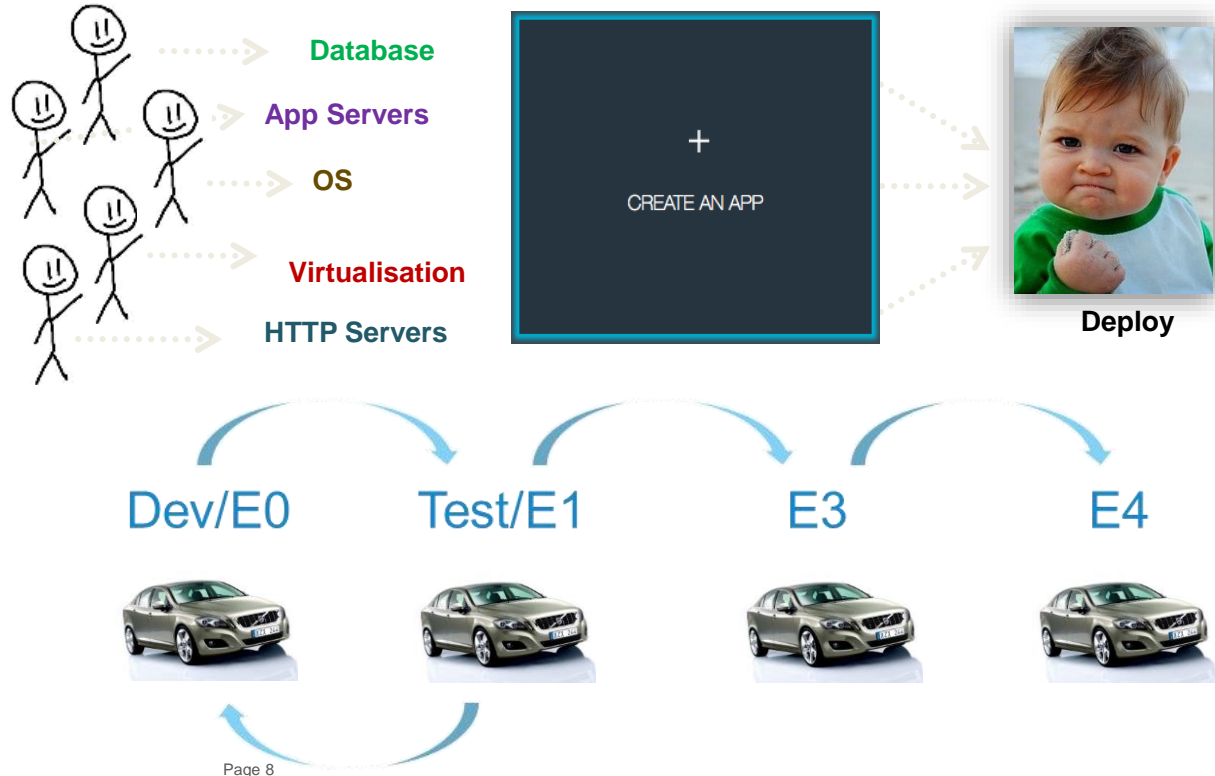 Database
App Servers
OS
Virtualisation
HTTP Servers
+
CREATE AN APP
Deploy
Dev/E0
Test/E1
E3
E4
Page 8